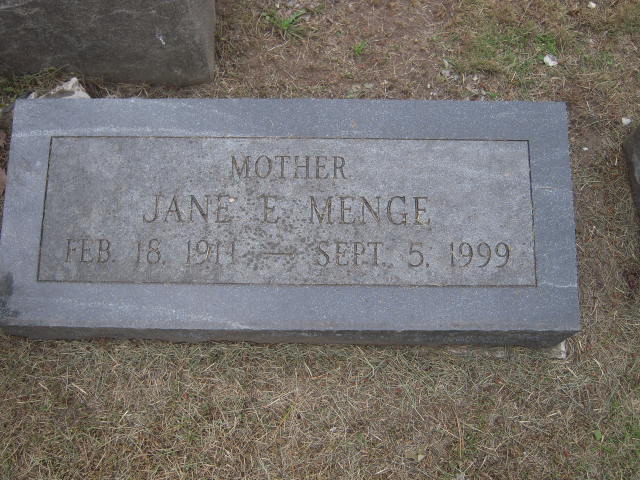 MOTHER
JANE E. MENGE
FEB. 18, 1911 — SEPT. 5, 1999